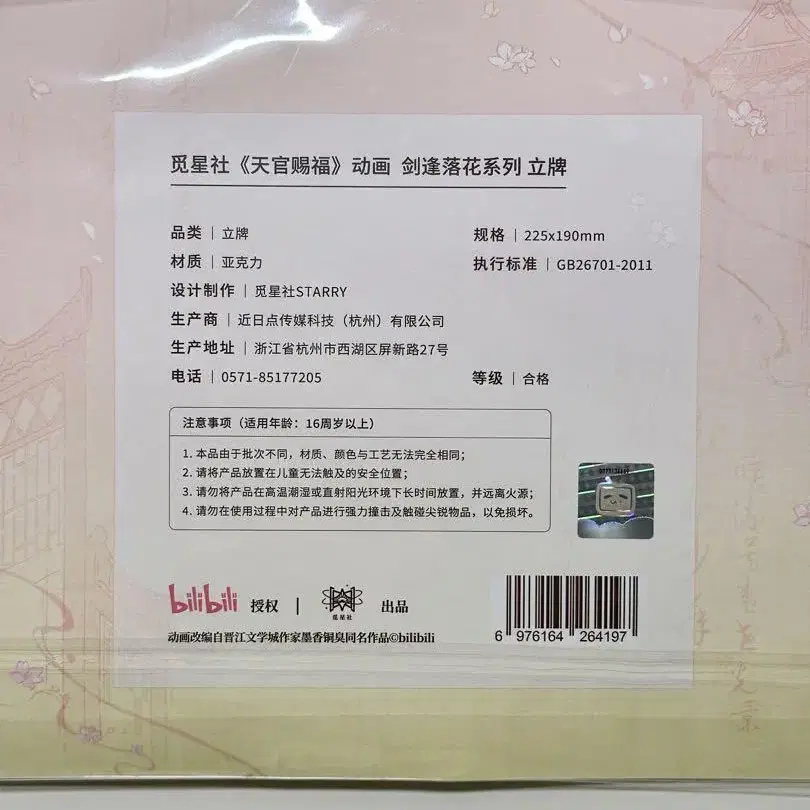 觅星社《天官赐福》动画 剑逢落花系列 立牌
品类｜立牌
规格｜225x190mm
材质｜亚克力
执行标准｜GB26701-2011
设计制作｜觅星社STARRY
生产商｜近日点传媒科技（杭州）有限公司
生产地址｜浙江省杭州市西湖区屏新路27号
电话｜0571-85177205
等级｜合格
注意事项（适用年龄：16周岁以上）
1. 本品由于批次不同，材质、颜色与工艺无法完全相同；
2. 请将产品放置在儿童无法触及的安全位置；
3. 请勿将产品在高温潮湿或直射阳光环境下长时间放置，并远离火源；
4. 请勿在使用过程中对产品进行强力撞击及触碰尖锐物品，以免损坏。
bilibili 授权｜觅星社 出品
动画改编自晋江文学城作家墨香铜臭同名作品©bilibili
6 976164 264197